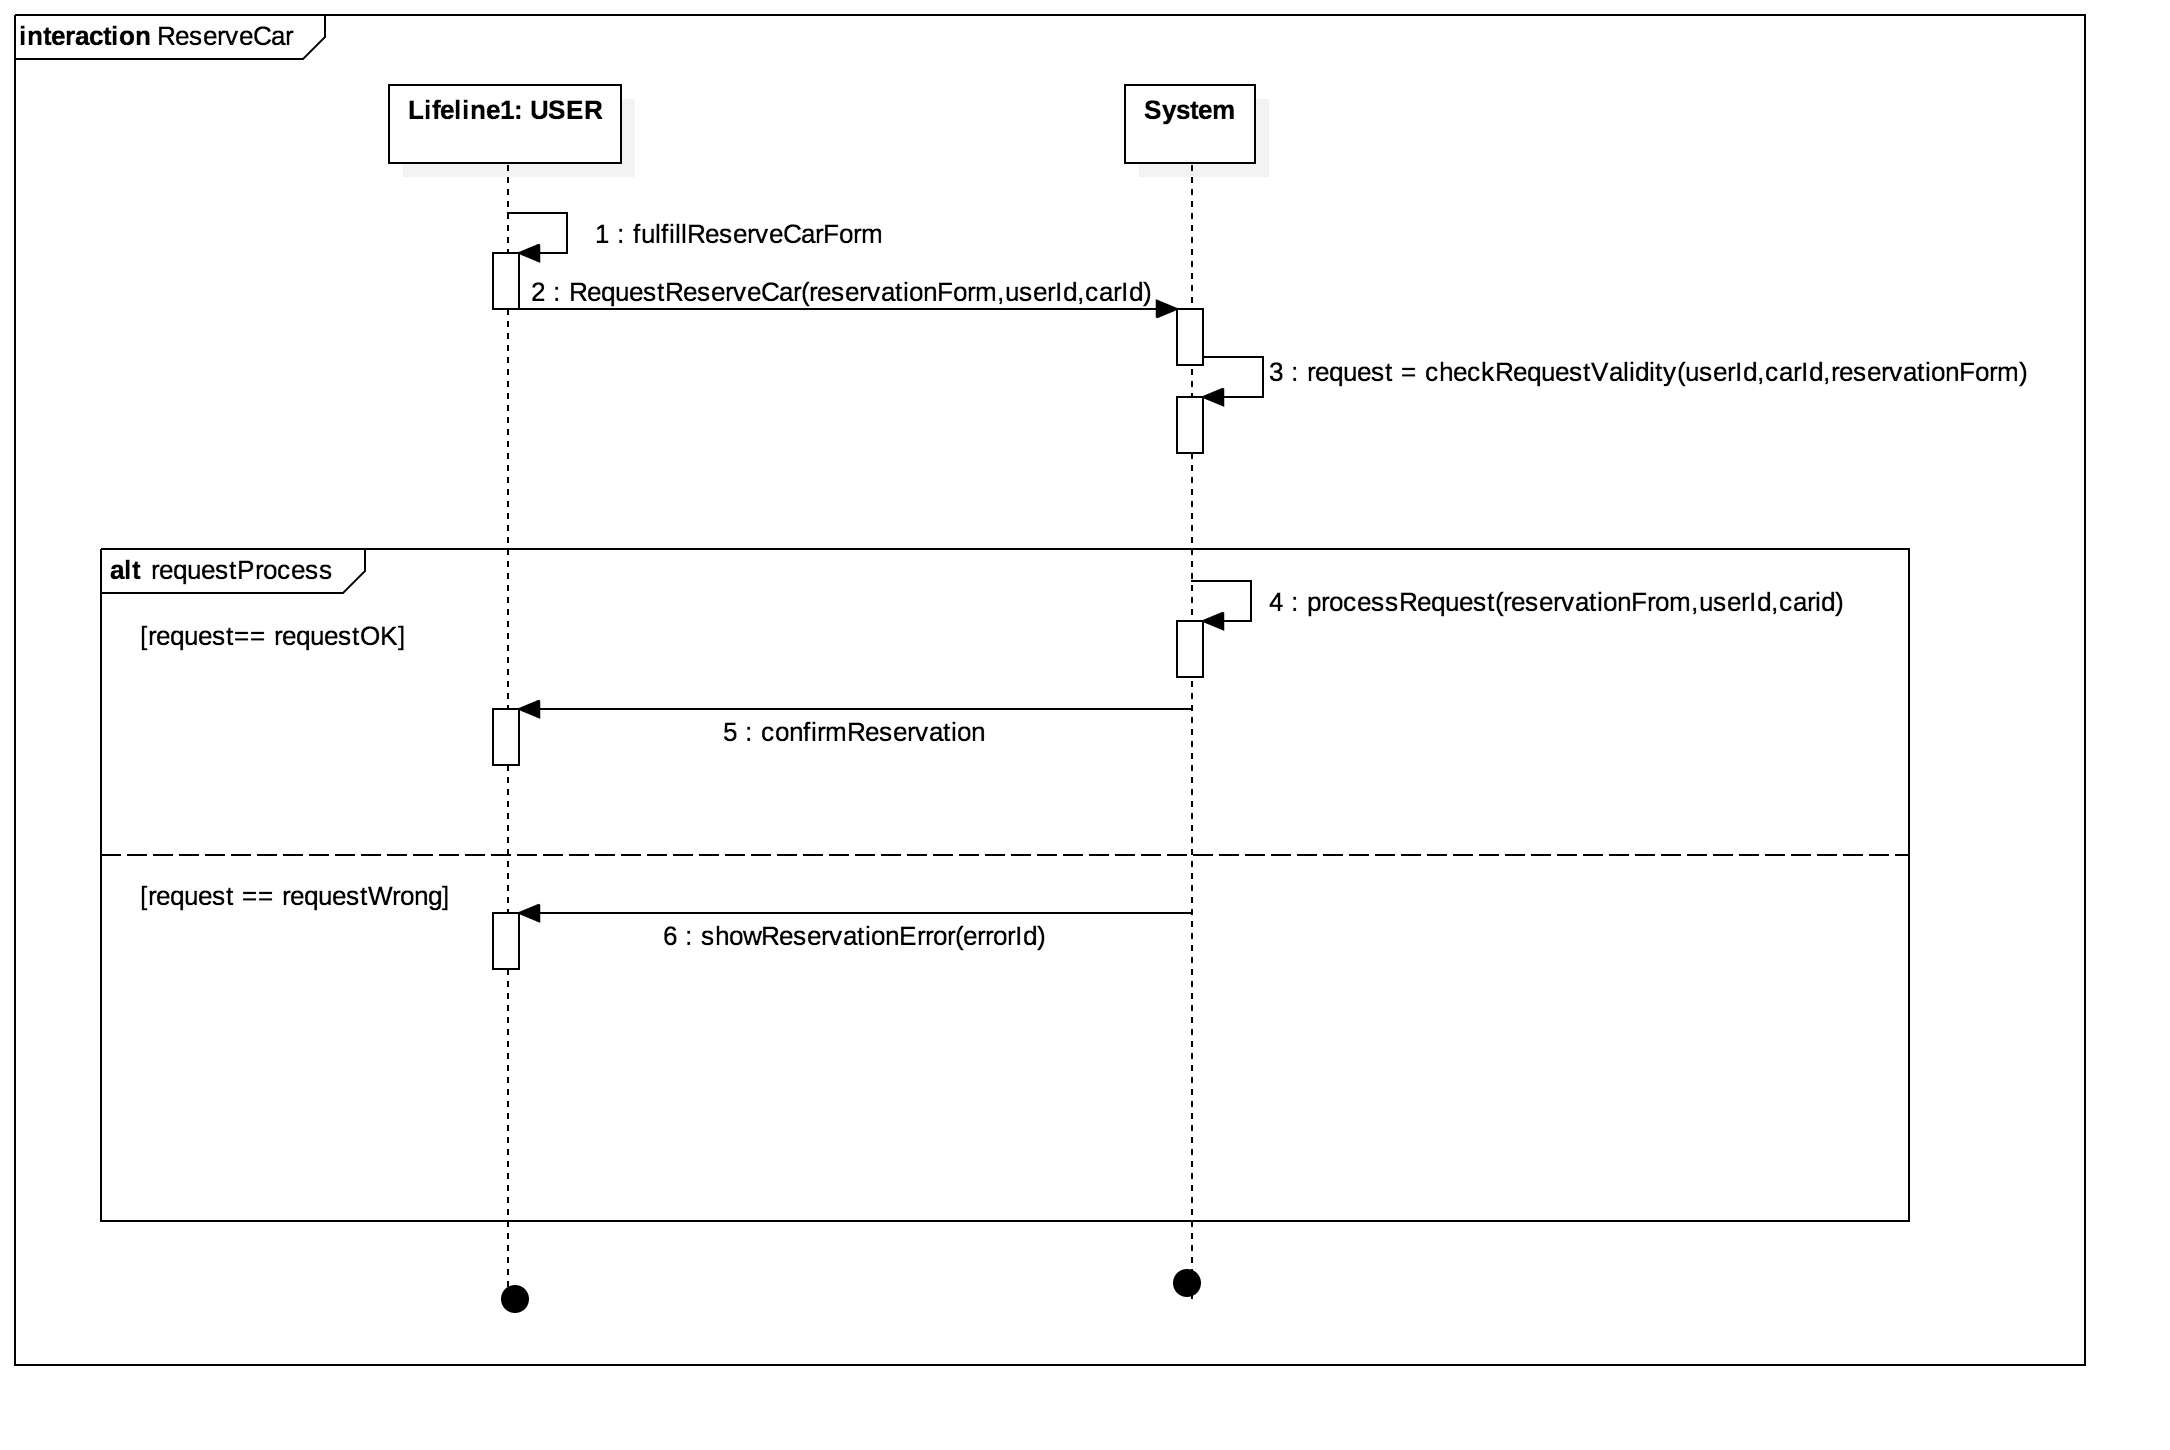 interaction ReserveCar
Lifeline1: USER
System
1 : fulfillReserveCarForm
2 : RequestReserveCar(reservationForm,userId,carId)
3 : request = checkRequestValidity(userId,carId,reservationForm)
alt requestProcess
4 : processRequest(reservationFrom,userId,carid)
[request== requestOK]
5 : confirmReservation
[request == requestWrong]
6 : showReservationError(errorId)